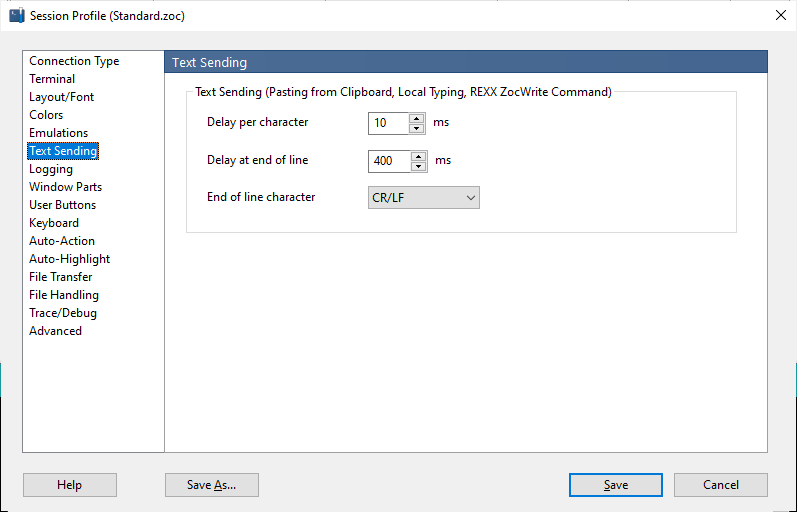 Session Profile (Standard.zoc)
Connection Type
Terminal
Layout/Font
Colors
Emulations
Text Sending
Logging
Window Parts
User Buttons
Keyboard
Auto-Action
Auto-Highlight
File Transfer
File Handling
Trace/Debug
Advanced
Text Sending
Text Sending (Pasting from Clipboard, Local Typing, REXX ZocWrite Command)
Delay per character 10 ms
Delay at end of line 400 ms
End of line character CR/LF
Help Save As... Save Cancel